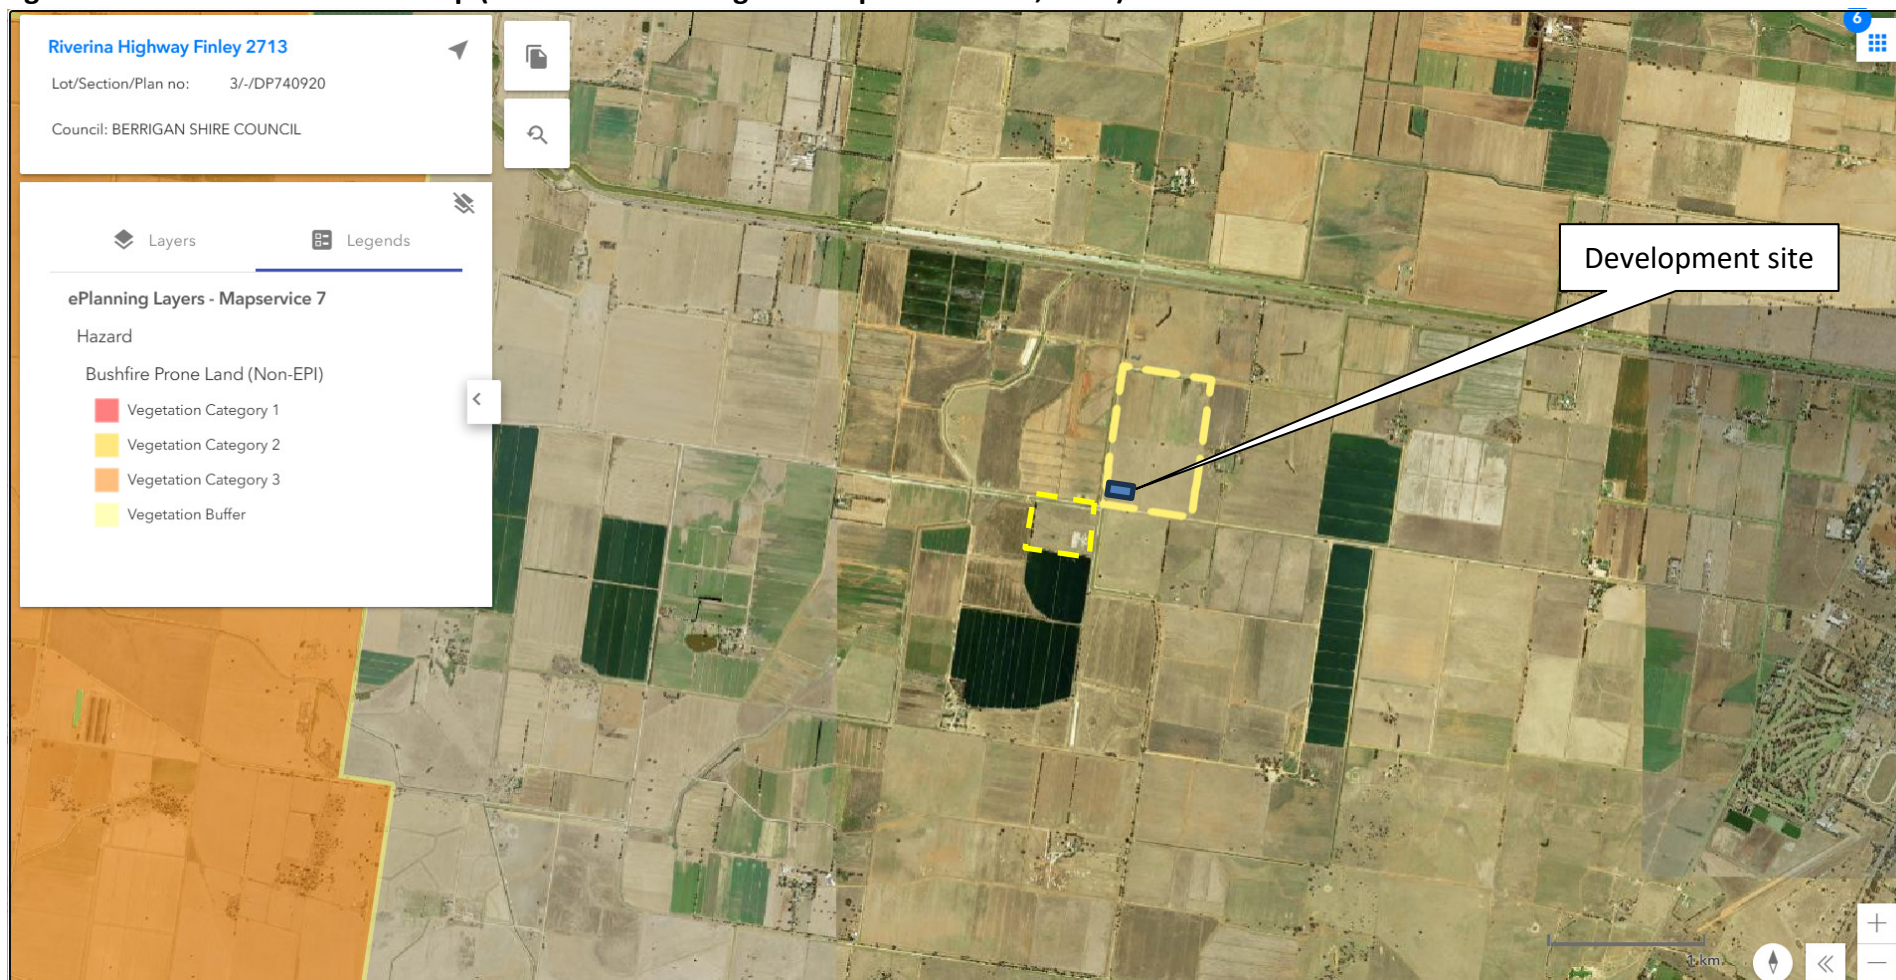 6
Riverina Highway Finley 2713
Lot/Section/Plan no: 3/-/DP740920
Council: BERRIGAN SHIRE COUNCIL
Layers Legends
Development site
ePlanning Layers - Mapservice 7
Hazard
Bushfire Prone Land (Non-EPI)
Vegetation Category 1
Vegetation Category 2
Vegetation Category 3
Vegetation Buffer
1 km